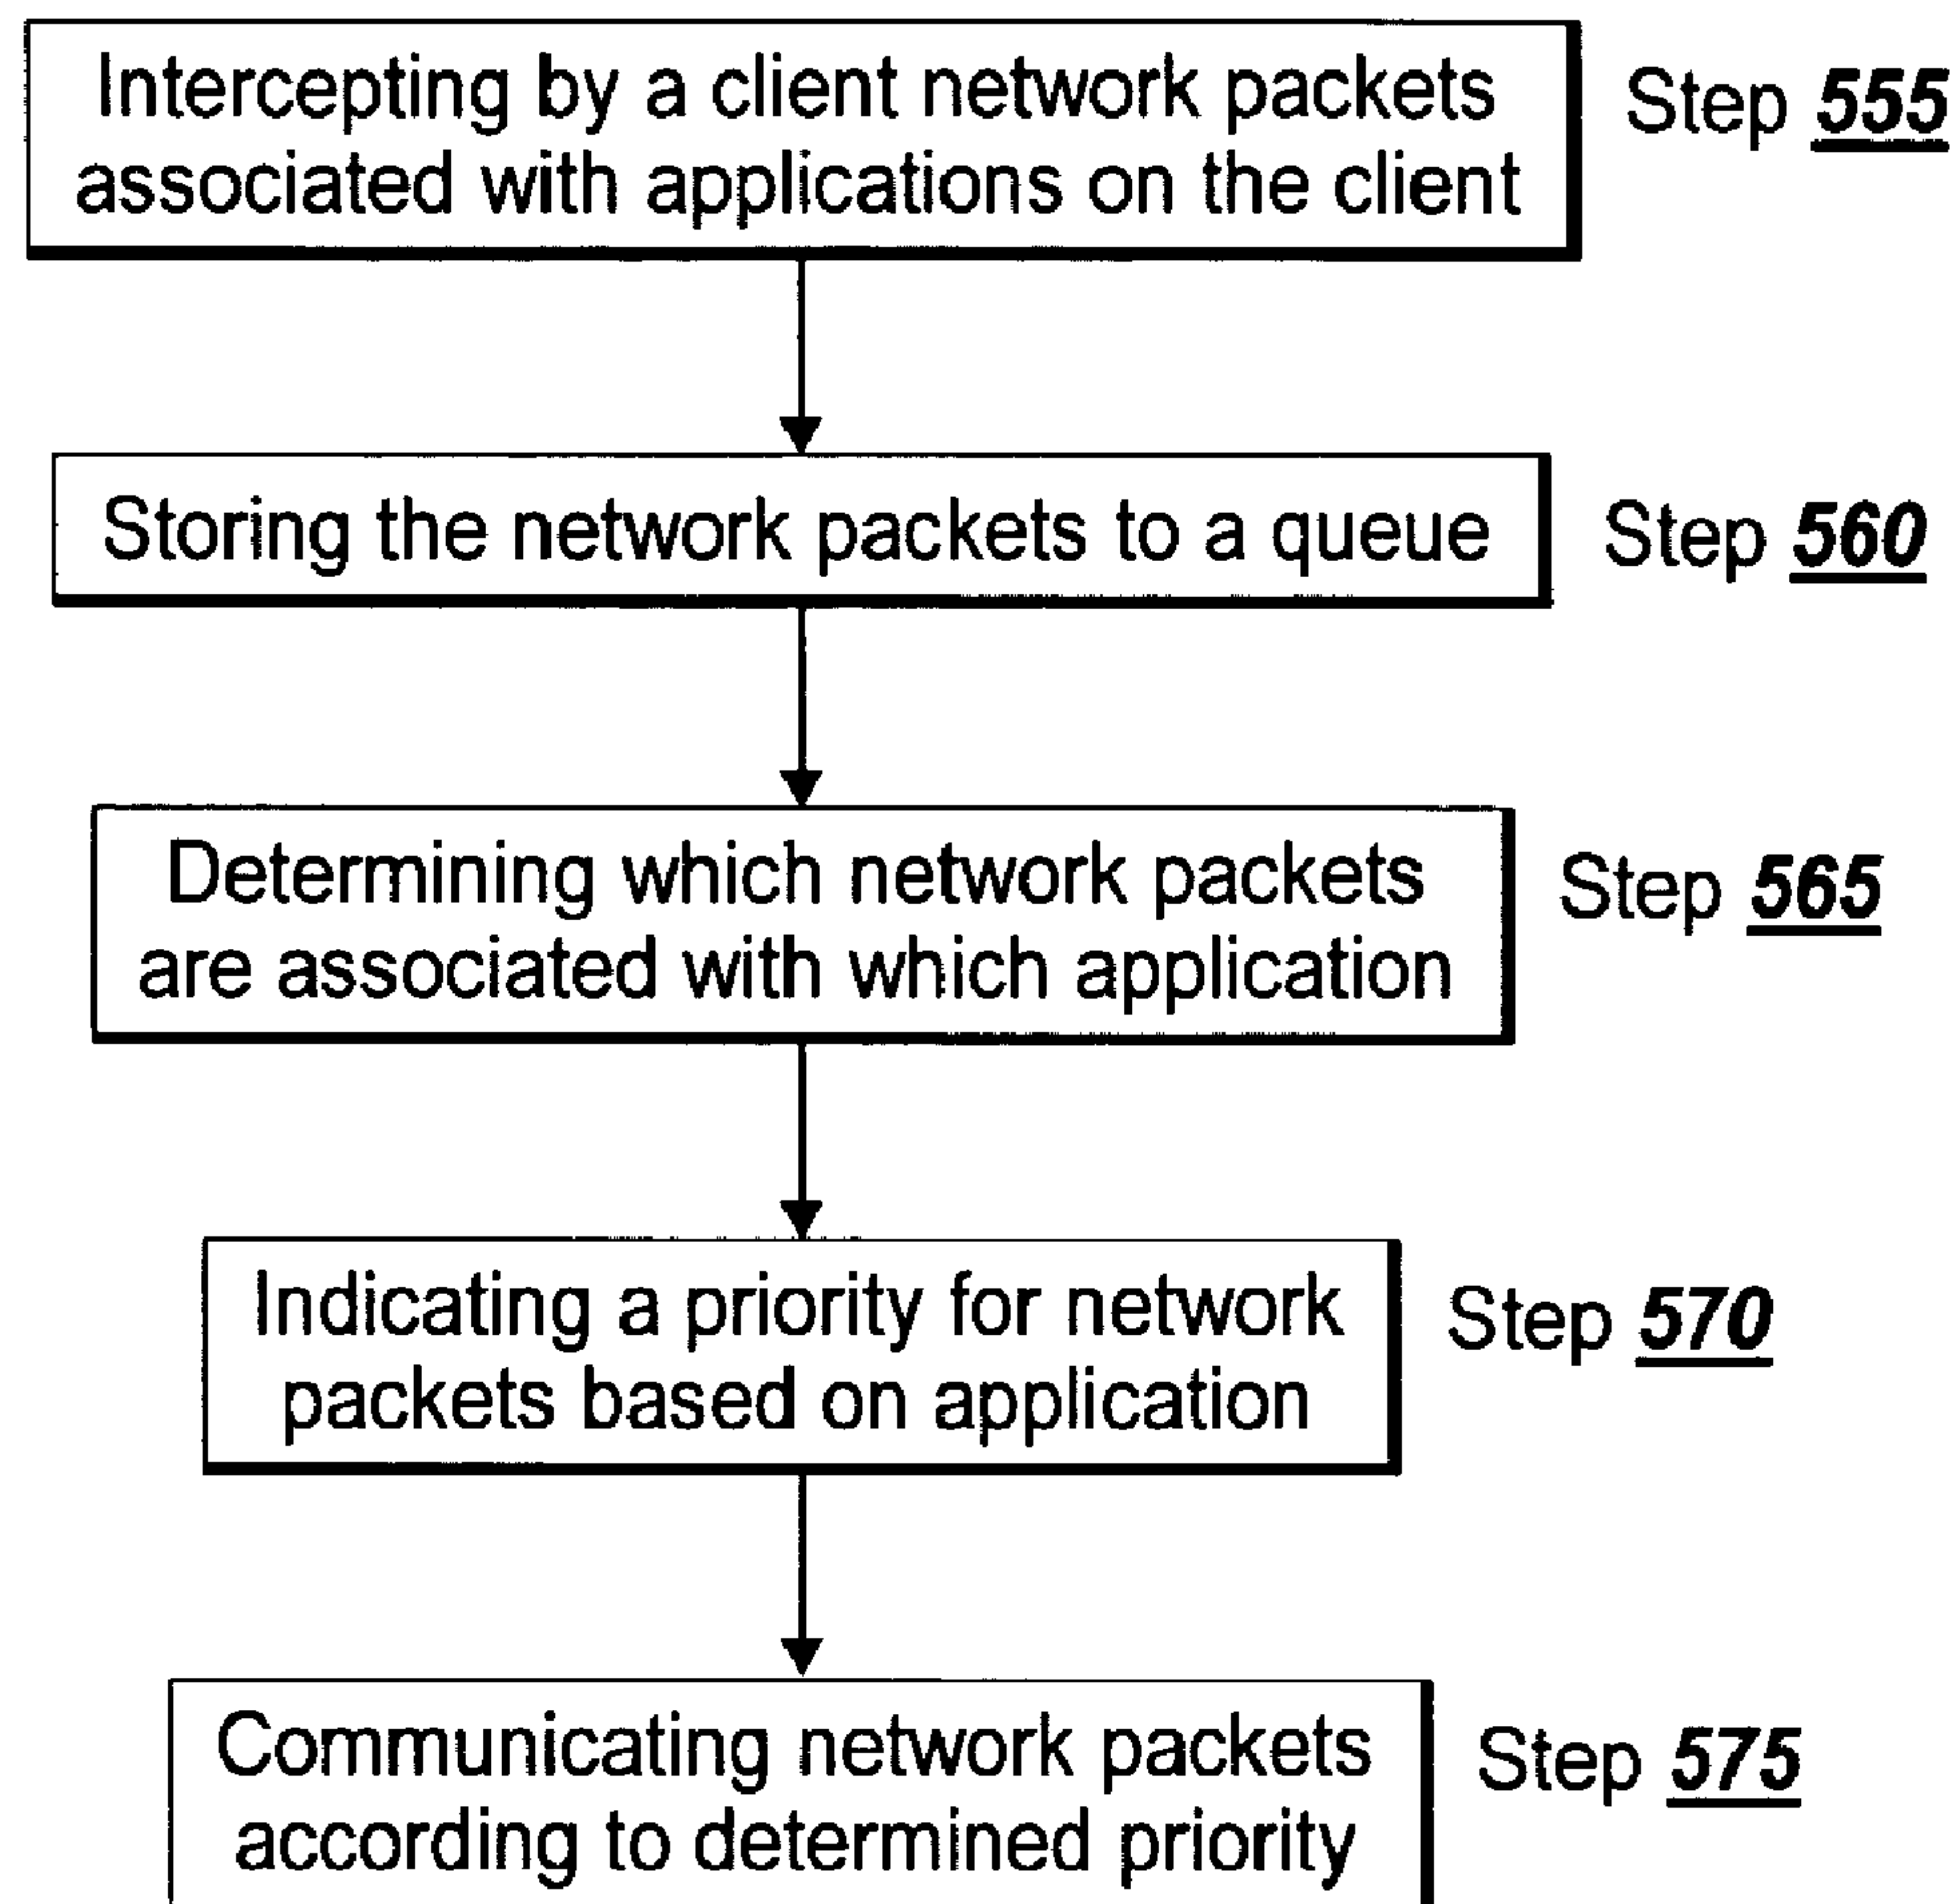 Intercepting by a client network packets
associated with applications on the client
Step 555
Storing the network packets to a queue
Step 560
Determining which network packets
are associated with which application
Step 565
Indicating a priority for network
packets based on application
Step 570
Communicating network packets
according to determined priority
Step 575